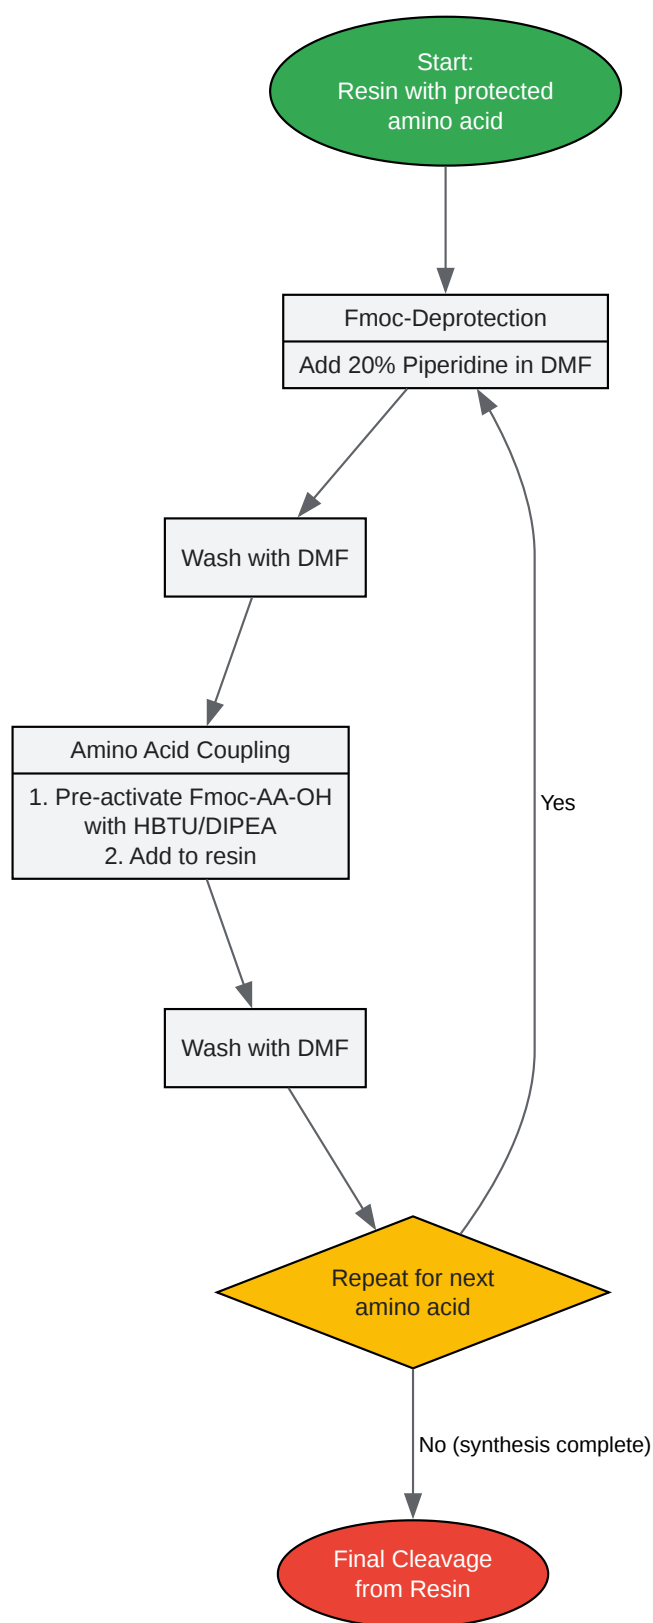 Start:
Resin with protected
amino acid
Fmoc-Deprotection
Add 20% Piperidine in DMF
Wash with DMF
Amino Acid Coupling
1. Pre-activate Fmoc-AA-OH
with HBTU/DIPEA
2. Add to resin
Yes
Wash with DMF
Repeat for next
amino acid
No (synthesis complete)
Final Cleavage
from Resin